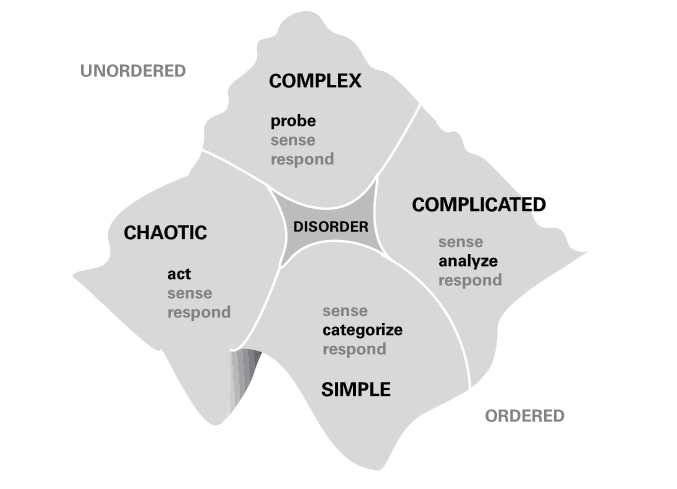 UNORDERED
COMPLEX
probe
sense
respond
COMPLICATED
sense
analyze
respond
CHAOTIC
act
sense
respond
DISORDER
sense
categorize
respond
SIMPLE
ORDERED